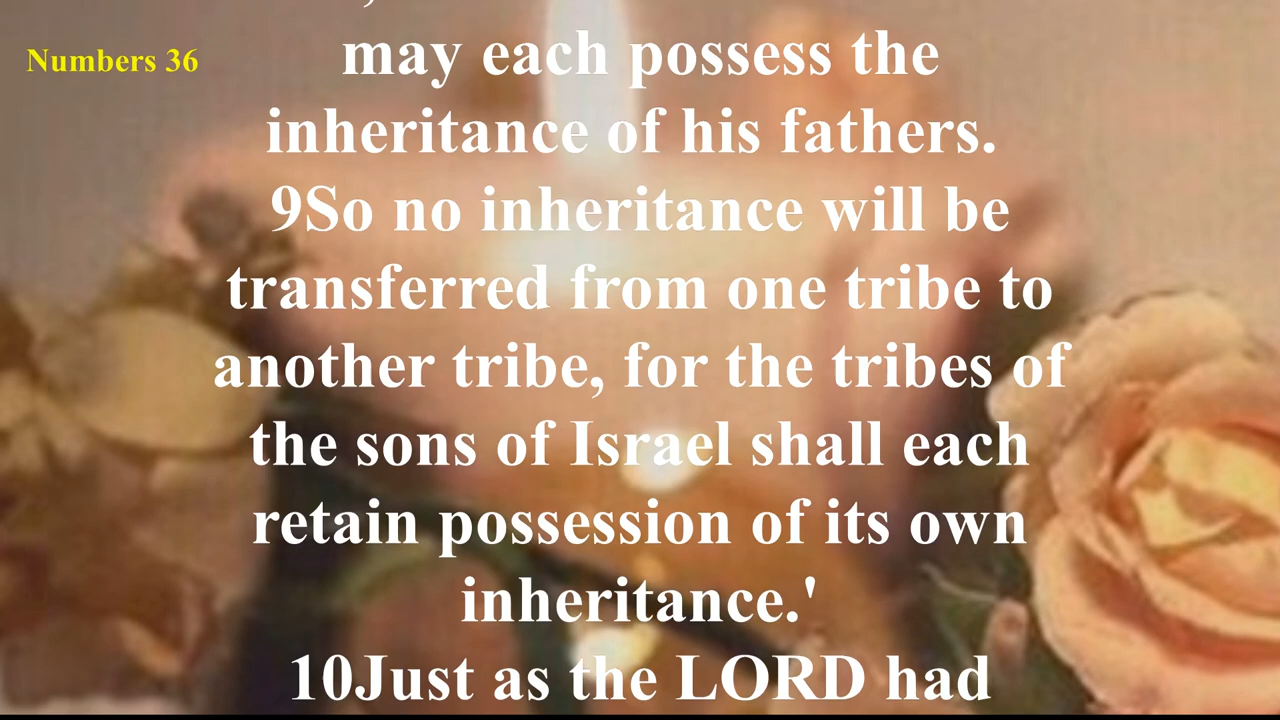 Numbers 36
may each possess the
inheritance of his fathers.
9So no inheritance will be
transferred from one tribe to
another tribe, for the tribes of
the sons of Israel shall each
retain possession of its own
inheritance.'
10Just as the LORD had